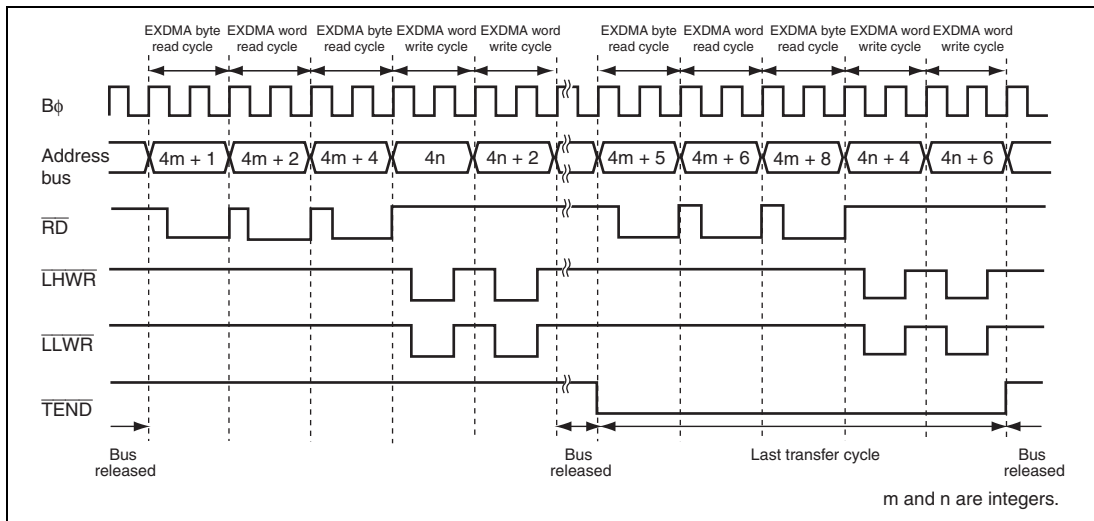 EXDMA byte read cycle
EXDMA word read cycle
EXDMA byte read cycle
EXDMA word write cycle
EXDMA word write cycle
EXDMA byte read cycle
EXDMA word read cycle
EXDMA byte read cycle
EXDMA word write cycle
EXDMA word write cycle
Bϕ
Address bus
4m + 1
4m + 2
4m + 4
4n
4n + 2
4m + 5
4m + 6
4m + 8
4n + 4
4n + 6
RD
LHWR
LLWR
TEND
Bus released
Bus released
Last transfer cycle
Bus released
m and n are integers.